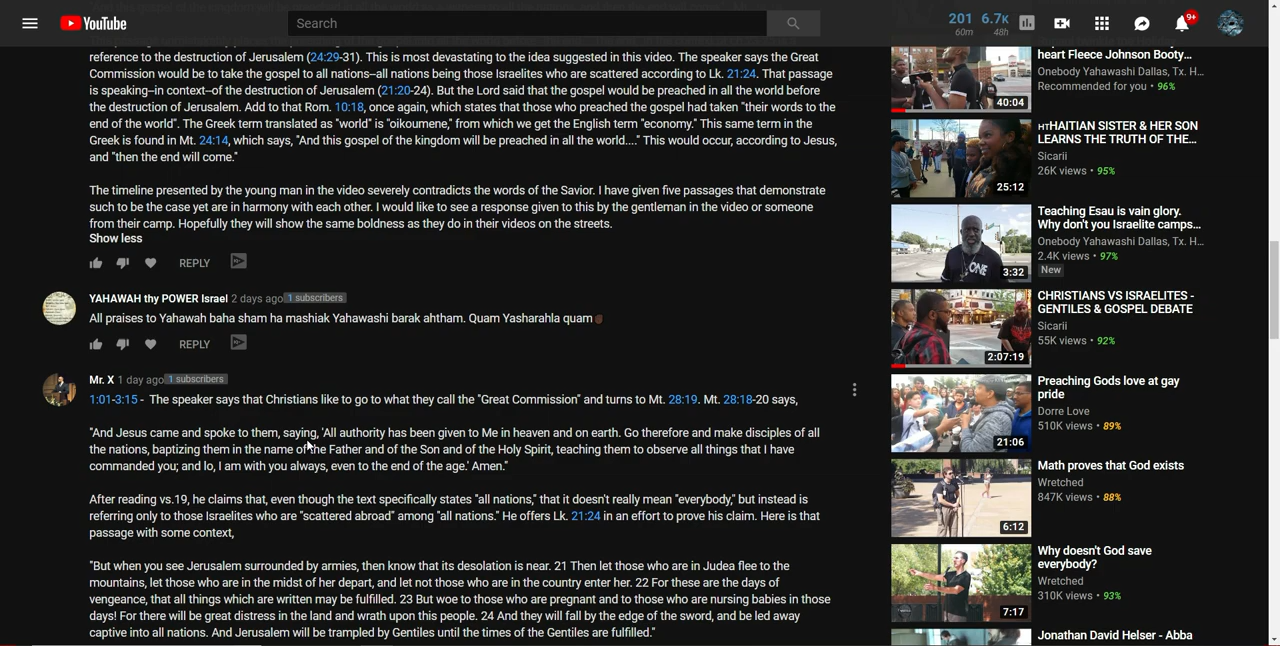 YouTube
Search
201 6.7K
60m 48h
9+
reference to the destruction of Jerusalem (24:29-31). This is most devastating to the idea suggested in this video. The speaker says the Great
Commission would be to take the gospel to all nations–all nations being those Israelites who are scattered according to Lk. 21:24. That passage
is speaking–in context–of the destruction of Jerusalem (21:20-24). But the Lord said that the gospel would be preached in all the world before
the destruction of Jerusalem. Add to that Rom. 10:18, once again, which states that those who preached the gospel had taken "their words to the
end of the world". The Greek term translated as "world" is "oikoumene," from which we get the English term "economy." This same term in the
Greek is found in Mt. 24:14, which says, "And this gospel of the kingdom will be preached in all the world...." This would occur, according to Jesus,
and "then the end will come."
The timeline presented by the young man in the video severely contradicts the words of the Savior. I have given five passages that demonstrate
such to be the case yet are in harmony with each other. I would like to see a response given to this by the gentleman in the video or someone
from their camp. Hopefully they will show the same boldness as they do in their videos on the streets.
Show less
REPLY
YAHAWAH thy POWER Israel 2 days ago 1 subscribers
All praises to Yahawah baha sham ha mashiak Yahawashi barak ahtham. Quam Yasharahla quam
REPLY
Mr. X 1 day ago 1 subscribers
1:01-3:15 - The speaker says that Christians like to go to what they call the "Great Commission" and turns to Mt. 28:19. Mt. 28:18-20 says,
"And Jesus came and spoke to them, saying, 'All authority has been given to Me in heaven and on earth. Go therefore and make disciples of all
the nations, baptizing them in the name of the Father and of the Son and of the Holy Spirit, teaching them to observe all things that I have
commanded you; and lo, I am with you always, even to the end of the age.' Amen."
After reading vs.19, he claims that, even though the text specifically states "all nations," that it doesn't really mean "everybody," but instead is
referring only to those Israelites who are "scattered abroad" among "all nations." He offers Lk. 21:24 in an effort to prove his claim. Here is that
passage with some context,
"But when you see Jerusalem surrounded by armies, then know that its desolation is near. 21 Then let those who are in Judea flee to the
mountains, let those who are in the midst of her depart, and let not those who are in the country enter her. 22 For these are the days of
vengeance, that all things which are written may be fulfilled. 23 But woe to those who are pregnant and to those who are nursing babies in those
days! For there will be great distress in the land and wrath upon this people. 24 And they will fall by the edge of the sword, and be led away
captive into all nations. And Jerusalem will be trampled by Gentiles until the times of the Gentiles are fulfilled."
heart Fleece Johnson Booty...
Onebody Yahawashi Dallas, Tx. H...
Recommended for you • 96%
40:04
HTHAITIAN SISTER & HER SON
LEARNS THE TRUTH OF THE...
Sicarii
26K views • 95%
25:12
Teaching Esau is vain glory.
Why don't you Israelite camps...
Onebody Yahawashi Dallas, Tx. H...
2.4K views • 97%
New
ONE
3:32
CHRISTIANS VS ISRAELITES -
GENTILES & GOSPEL DEBATE
Sicarii
55K views • 92%
2:07:19
Preaching Gods love at gay
pride
Dorre Love
510K views • 89%
21:06
Math proves that God exists
Wretched
847K views • 88%
6:12
Why doesn't God save
everybody?
Wretched
310K views • 93%
7:17
Jonathan David Helser - Abba